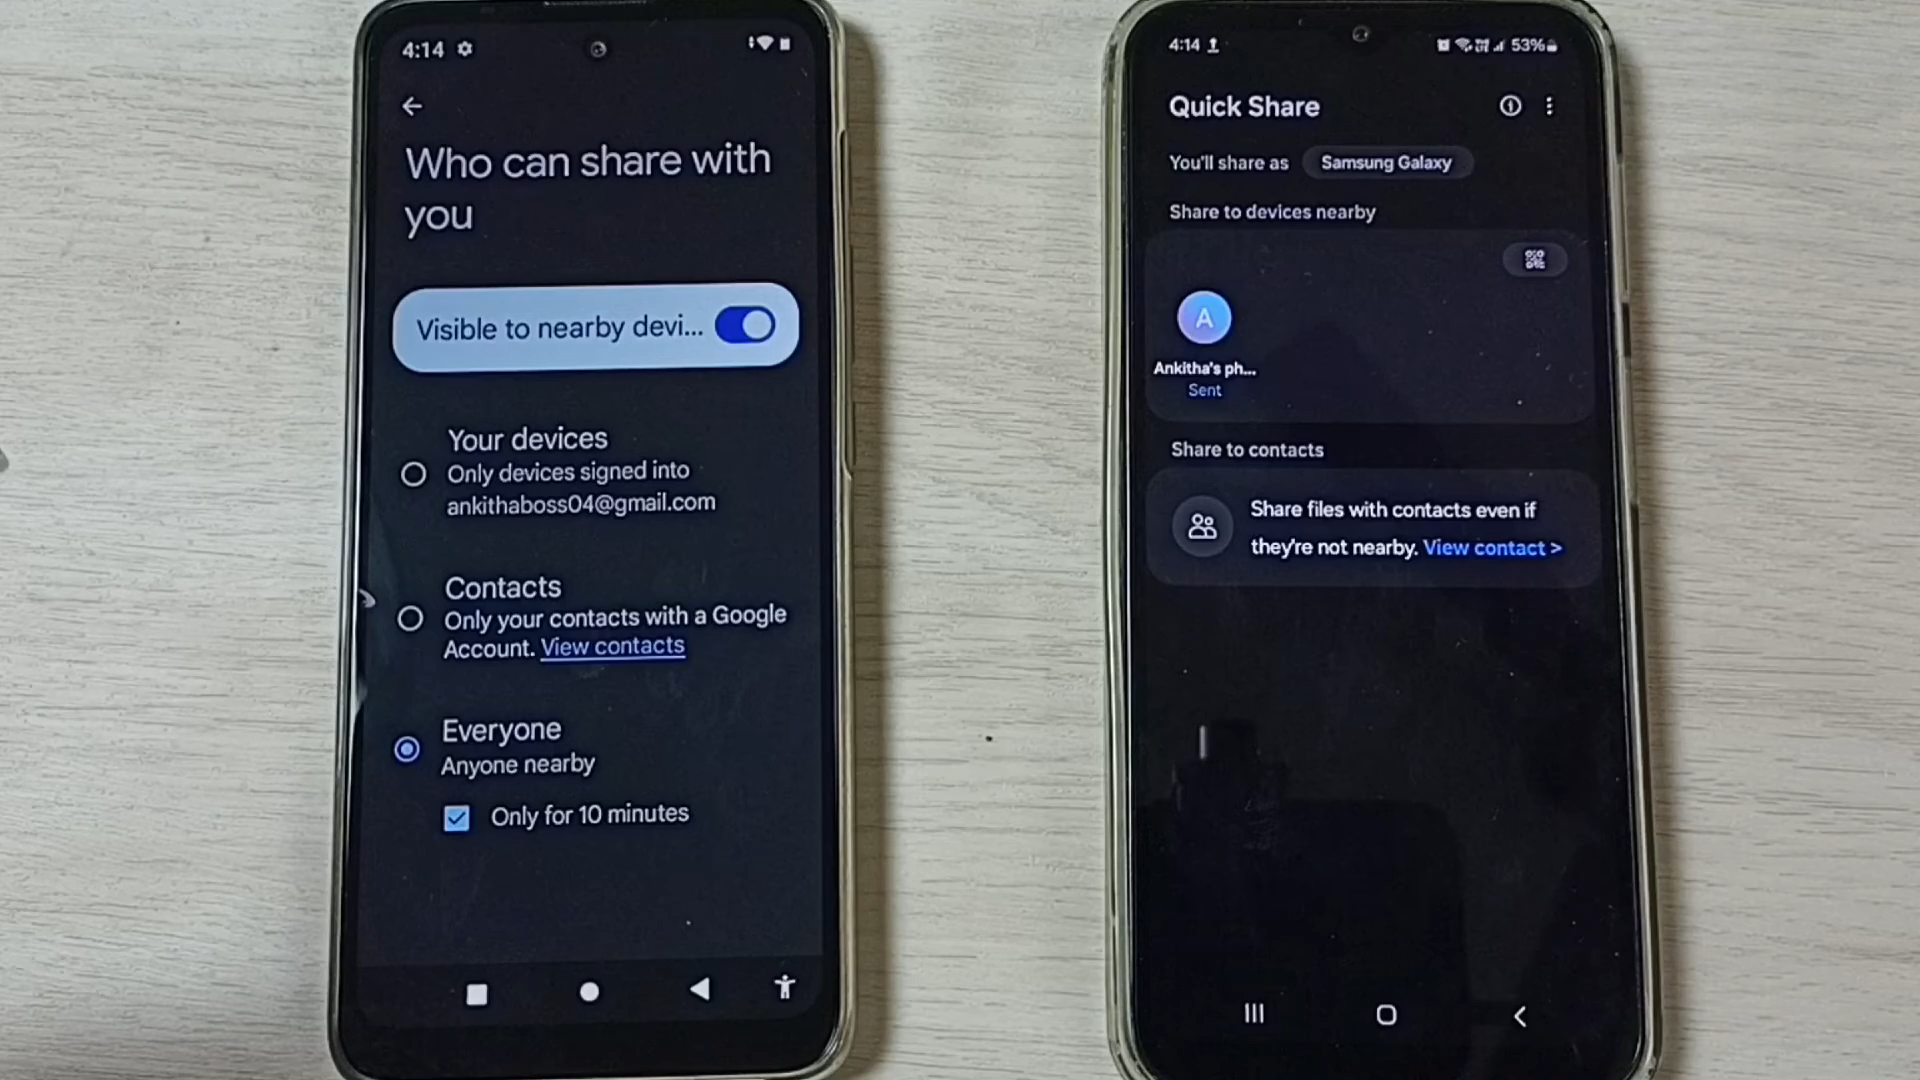 4:14
Who can share with
you
Visible to nearby devi...
Your devices
Only devices signed into
ankithaboss04@gmail.com
Contacts
Only your contacts with a Google
Account. View contacts
Everyone
Anyone nearby
Only for 10 minutes
4:14
53%
Quick Share
You'll share as Samsung Galaxy
Share to devices nearby
A
Ankitha's ph...
Sent
Share to contacts
Share files with contacts even if
they're not nearby. View contact >